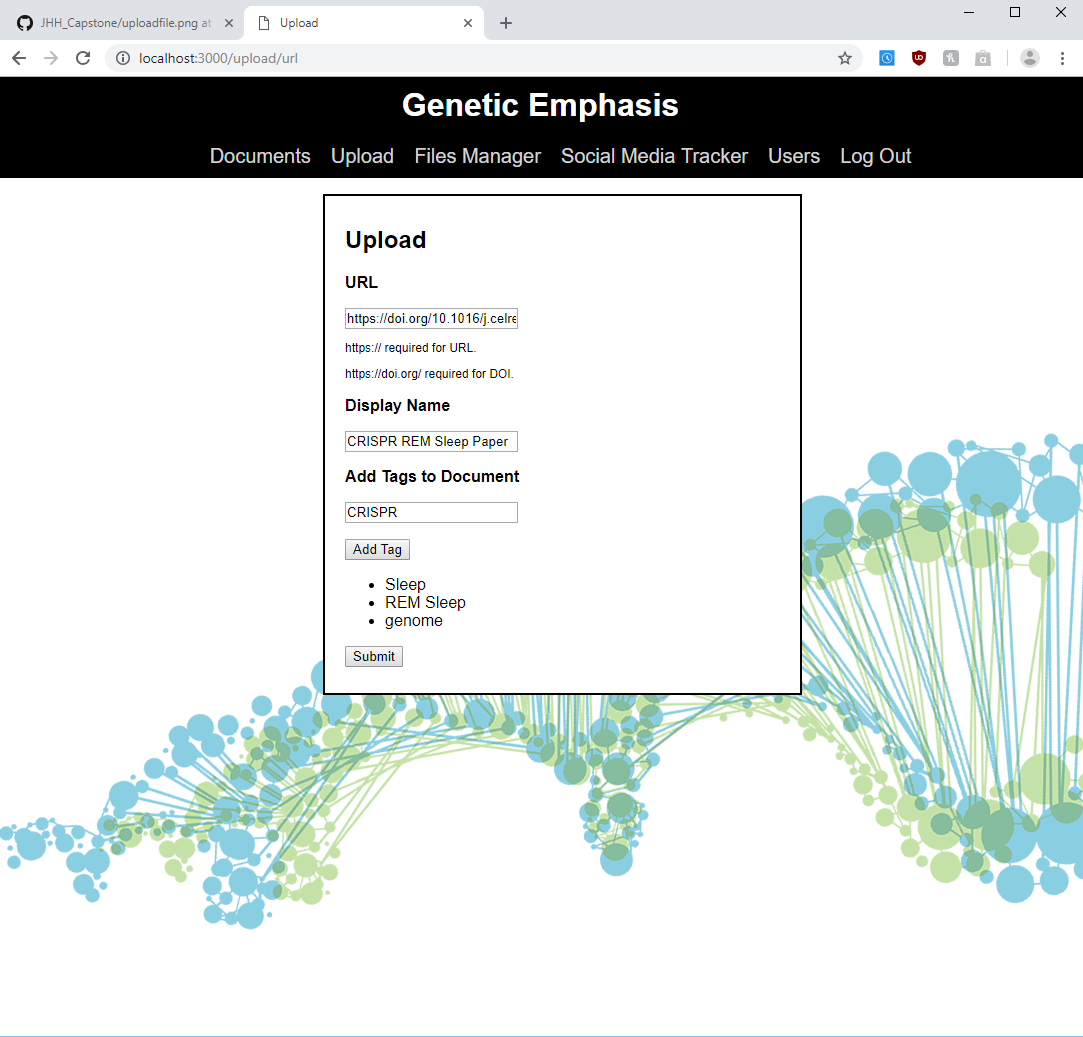 JHH_Capstone/uploadfile.png at
Upload
localhost:3000/upload/url
Genetic Emphasis
Documents Upload Files Manager Social Media Tracker Users Log Out
Upload
URL
https://doi.org/10.1016/j.celre
https:// required for URL.
https://doi.org/ required for DOI.
Display Name
CRISPR REM Sleep Paper
Add Tags to Document
CRISPR
Add Tag
• Sleep
• REM Sleep
• genome
Submit